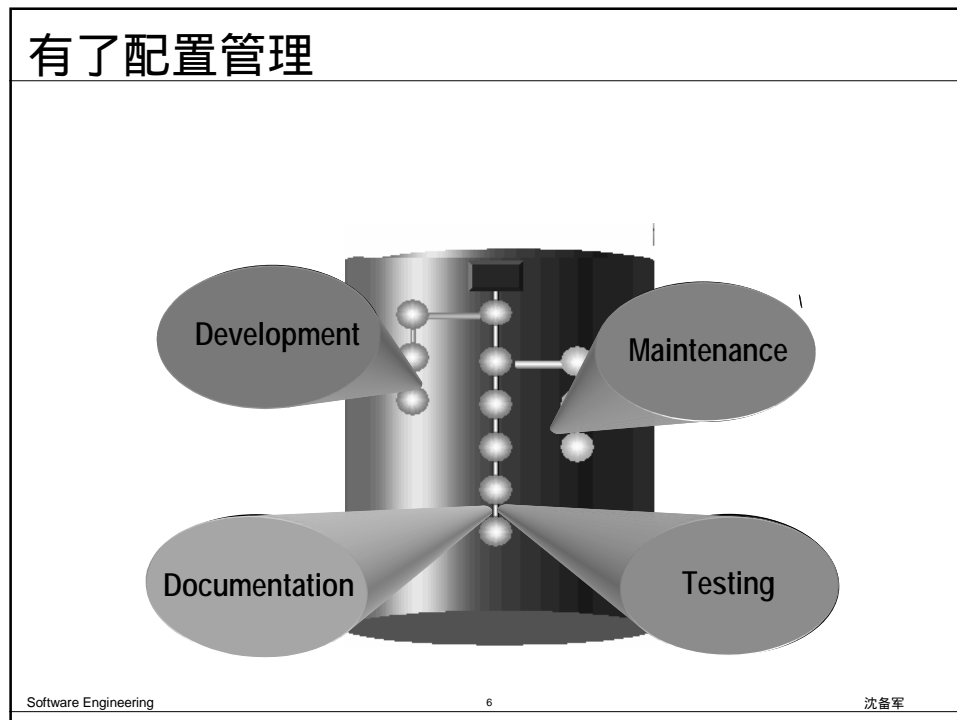 有了配置管理
Development
Maintenance
Documentation
Testing
Software Engineering
6
沈备军